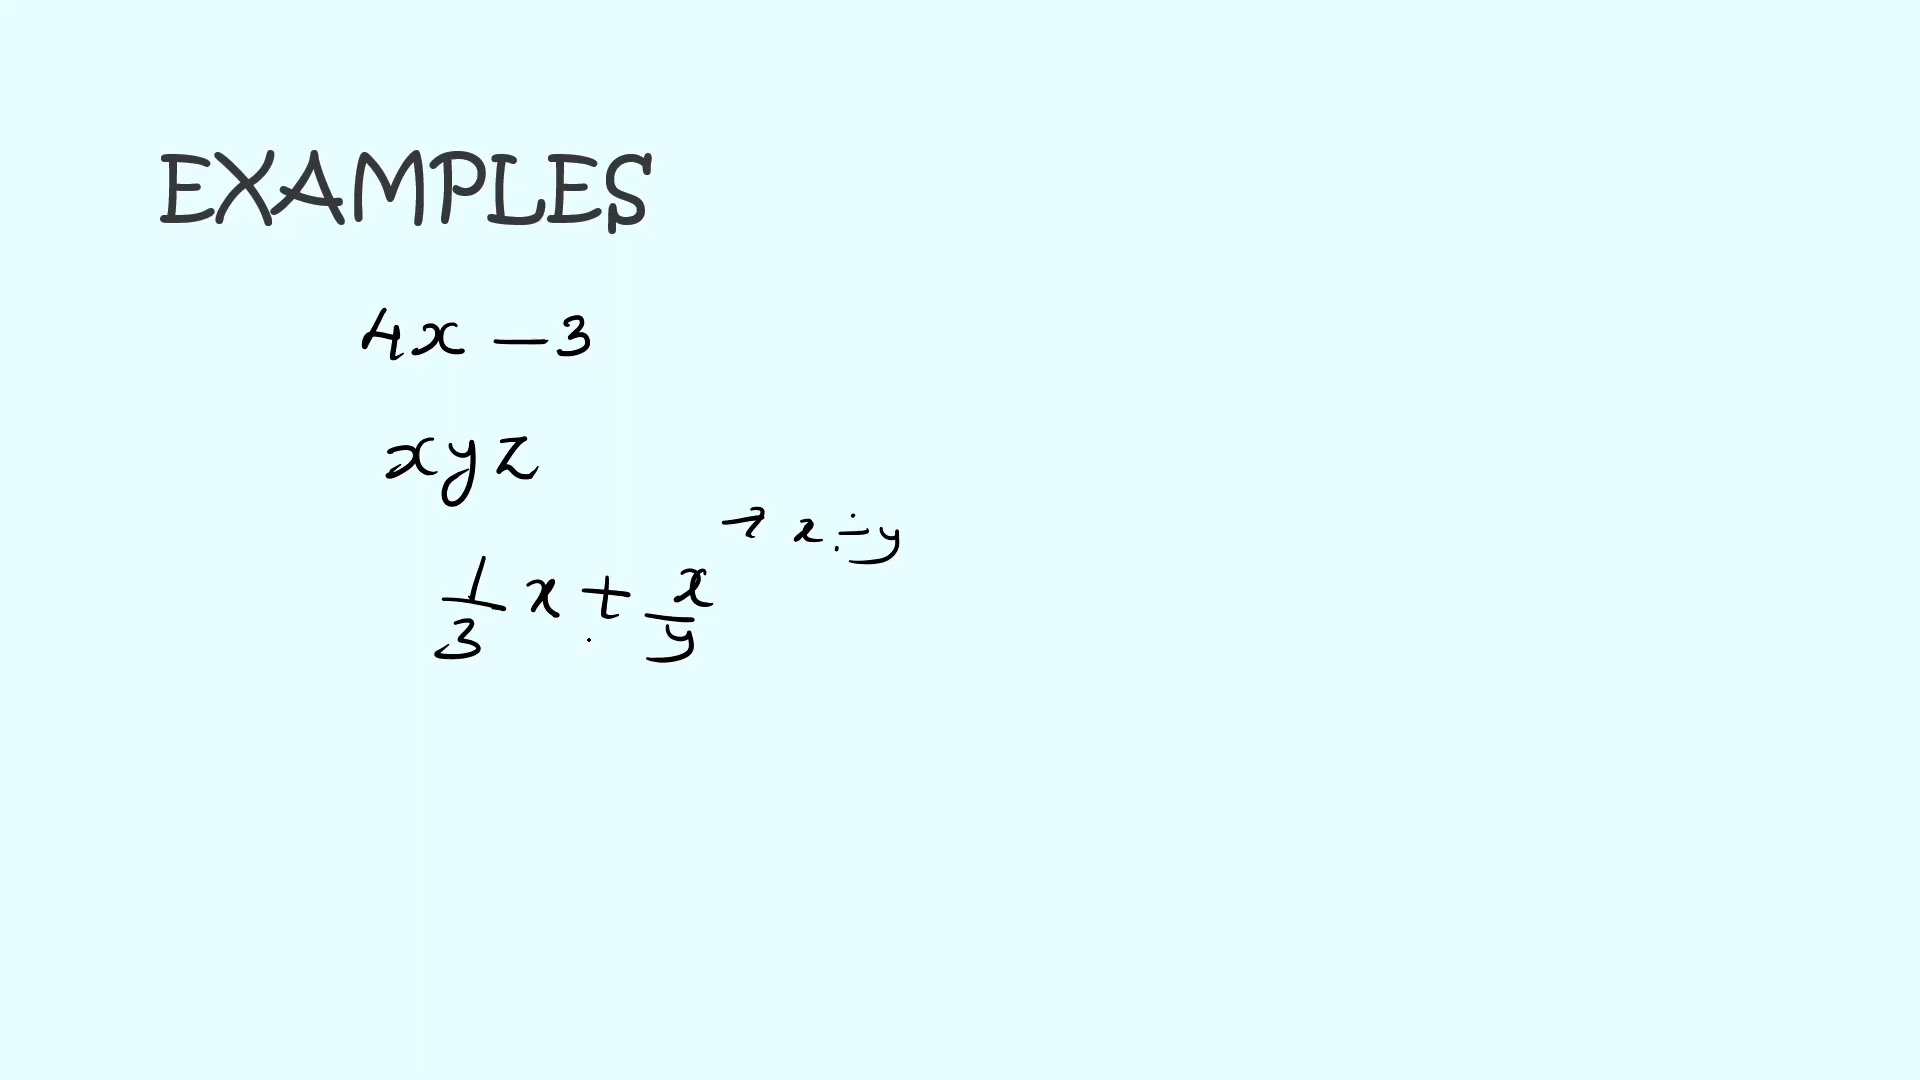 EXAMPLES
4x - 3
xyz
→ x ÷ y
1/3 x + x/y